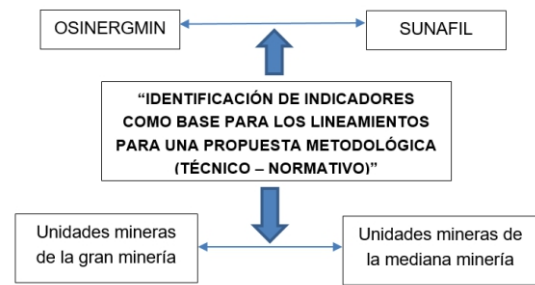 OSINERGMIN
SUNAFIL
“IDENTIFICACIÓN DE INDICADORES
COMO BASE PARA LOS LINEAMIENTOS
PARA UNA PROPUESTA METODOLÓGICA
(TÉCNICO – NORMATIVO)”
Unidades mineras
de la gran minería
Unidades mineras de
la mediana minería